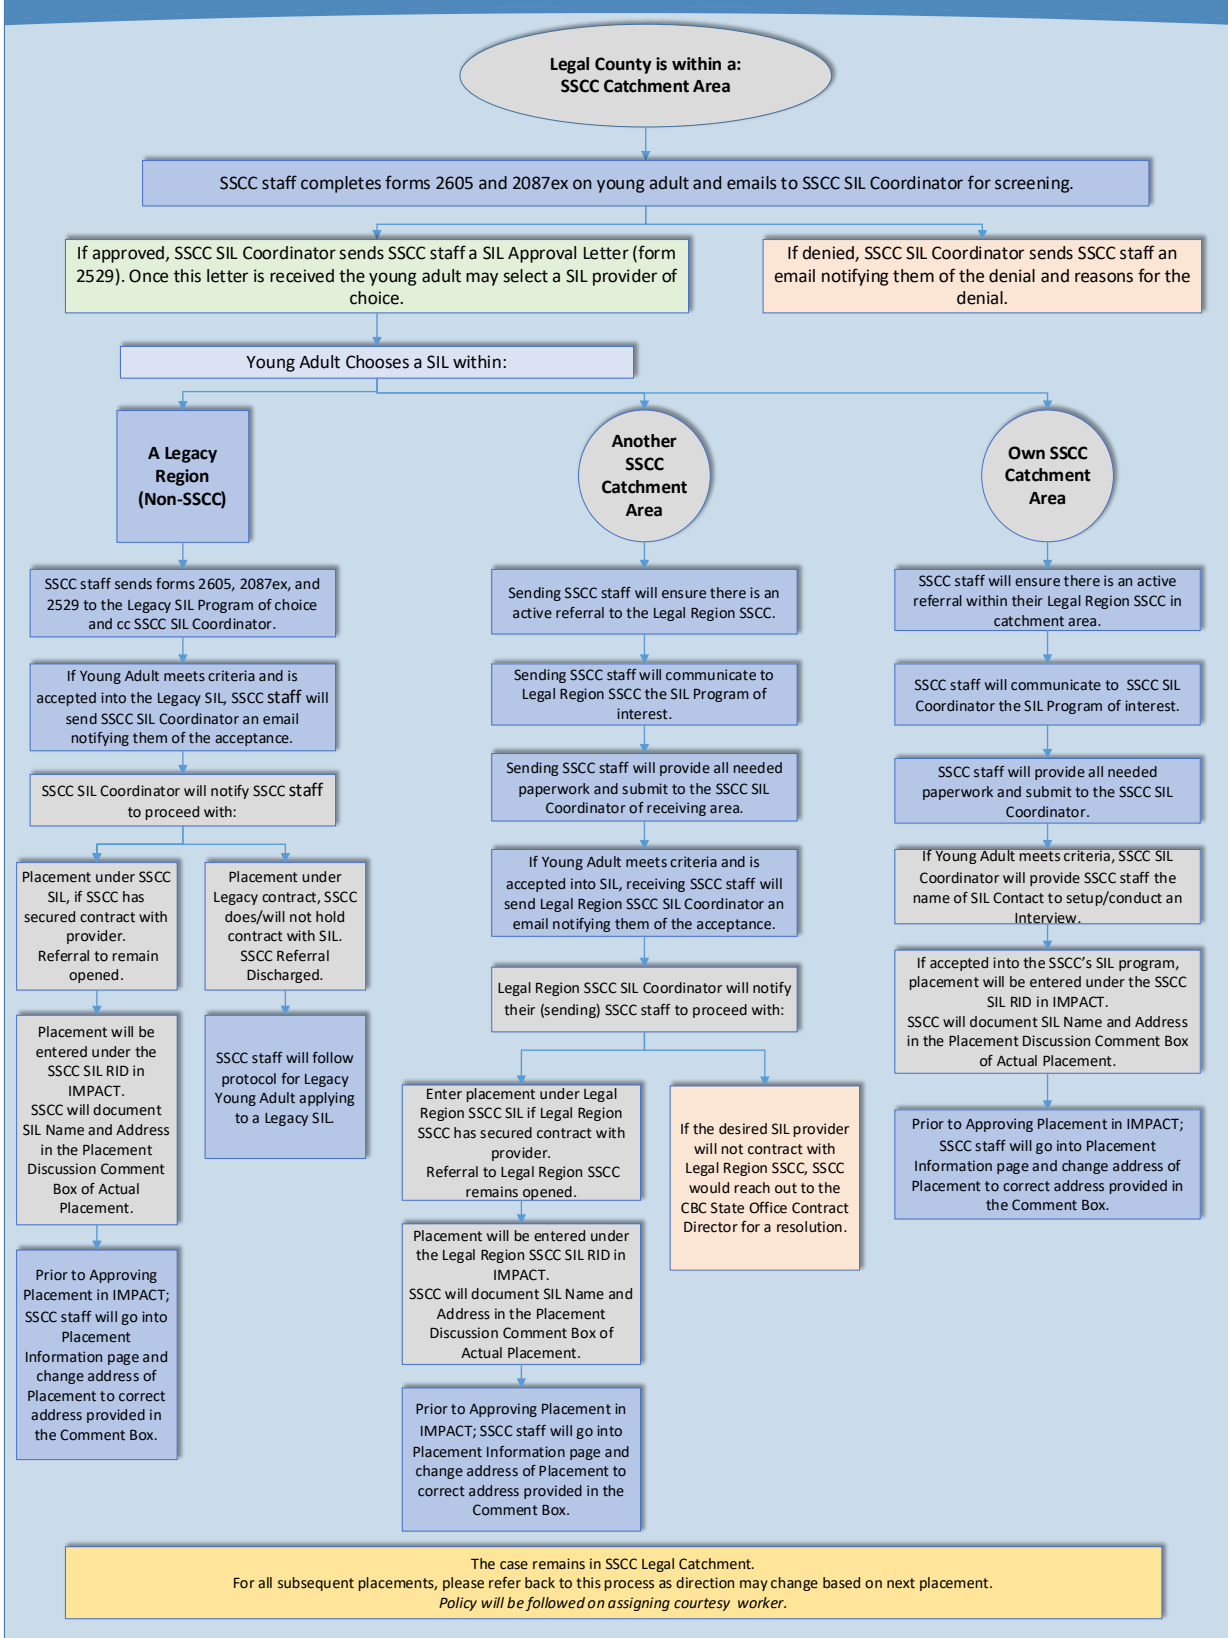 Legal County is within a:
SSCC Catchment Area
SSCC staff completes forms 2605 and 2087ex on young adult and emails to SSCC SIL Coordinator for screening.
If approved, SSCC SIL Coordinator sends SSCC staff a SIL Approval Letter (form
2529). Once this letter is received the young adult may select a SIL provider of
choice.
If denied, SSCC SIL Coordinator sends SSCC staff an
email notifying them of the denial and reasons for the
denial.
Young Adult Chooses a SIL within:
A Legacy
Region
(Non-SSCC)
SSCC staff sends forms 2605, 2087ex, and
2529 to the Legacy SIL Program of choice
and cc SSCC SIL Coordinator.
If Young Adult meets criteria and is
accepted into the Legacy SIL, SSCC staff will
send SSCC SIL Coordinator an email
notifying them of the acceptance.
SSCC SIL Coordinator will notify SSCC staff
to proceed with:
Placement under SSCC
SIL, if SSCC has
secured contract with
provider.
Referral to remain
opened.
Placement will be
entered under the
SSCC SIL RID in
IMPACT.
SSCC will document
SIL Name and Address
in the Placement
Discussion Comment
Box of Actual
Placement.
Prior to Approving
Placement in IMPACT;
SSCC staff will go into
Placement
Information page and
change address of
Placement to correct
address provided in
the Comment Box.
Placement under
Legacy contract, SSCC
does/will not hold
contract with SIL.
SSCC Referral
Discharged.
SSCC staff will follow
protocol for Legacy
Young Adult applying
to a Legacy SIL.
Another
SSCC
Catchment
Area
Sending SSCC staff will ensure there is an
active referral to the Legal Region SSCC.
Sending SSCC staff will communicate to
Legal Region SSCC the SIL Program of
interest.
Sending SSCC staff will provide all needed
paperwork and submit to the SSCC SIL
Coordinator of receiving area.
If Young Adult meets criteria and is
accepted into SIL, receiving SSCC staff will
send Legal Region SSCC SIL Coordinator an
email notifying them of the acceptance.
Legal Region SSCC SIL Coordinator will notify
their (sending) SSCC staff to proceed with:
Enter placement under Legal
Region SSCC SIL if Legal Region
SSCC has secured contract with
provider.
Referral to Legal Region SSCC
remains opened.
Placement will be entered under
the Legal Region SSCC SIL RID in
IMPACT.
SSCC will document SIL Name and
Address in the Placement
Discussion Comment Box of
Actual Placement.
Prior to Approving Placement in
IMPACT; SSCC staff will go into
Placement Information page and
change address of Placement to
correct address provided in the
Comment Box.
If the desired SIL provider
will not contract with
Legal Region SSCC, SSCC
would reach out to the
CBC State Office Contract
Director for a resolution.
Own SSCC
Catchment
Area
SSCC staff will ensure there is an active
referral within their Legal Region SSCC in
catchment area.
SSCC staff will communicate to SSCC SIL
Coordinator the SIL Program of interest.
SSCC staff will provide all needed
paperwork and submit to the SSCC SIL
Coordinator.
If Young Adult meets criteria, SSCC SIL
Coordinator will provide SSCC staff the
name of SIL Contact to setup/conduct an
Interview.
If accepted into the SSCC's SIL program,
placement will be entered under the SSCC
SIL RID in IMPACT.
SSCC will document SIL Name and Address
in the Placement Discussion Comment Box
of Actual Placement.
Prior to Approving Placement in IMPACT;
SSCC staff will go into Placement
Information page and change address of
Placement to correct address provided in
the Comment Box.
The case remains in SSCC Legal Catchment.
For all subsequent placements, please refer back to this process as direction may change based on next placement.
Policy will be followed on assigning courtesy worker.